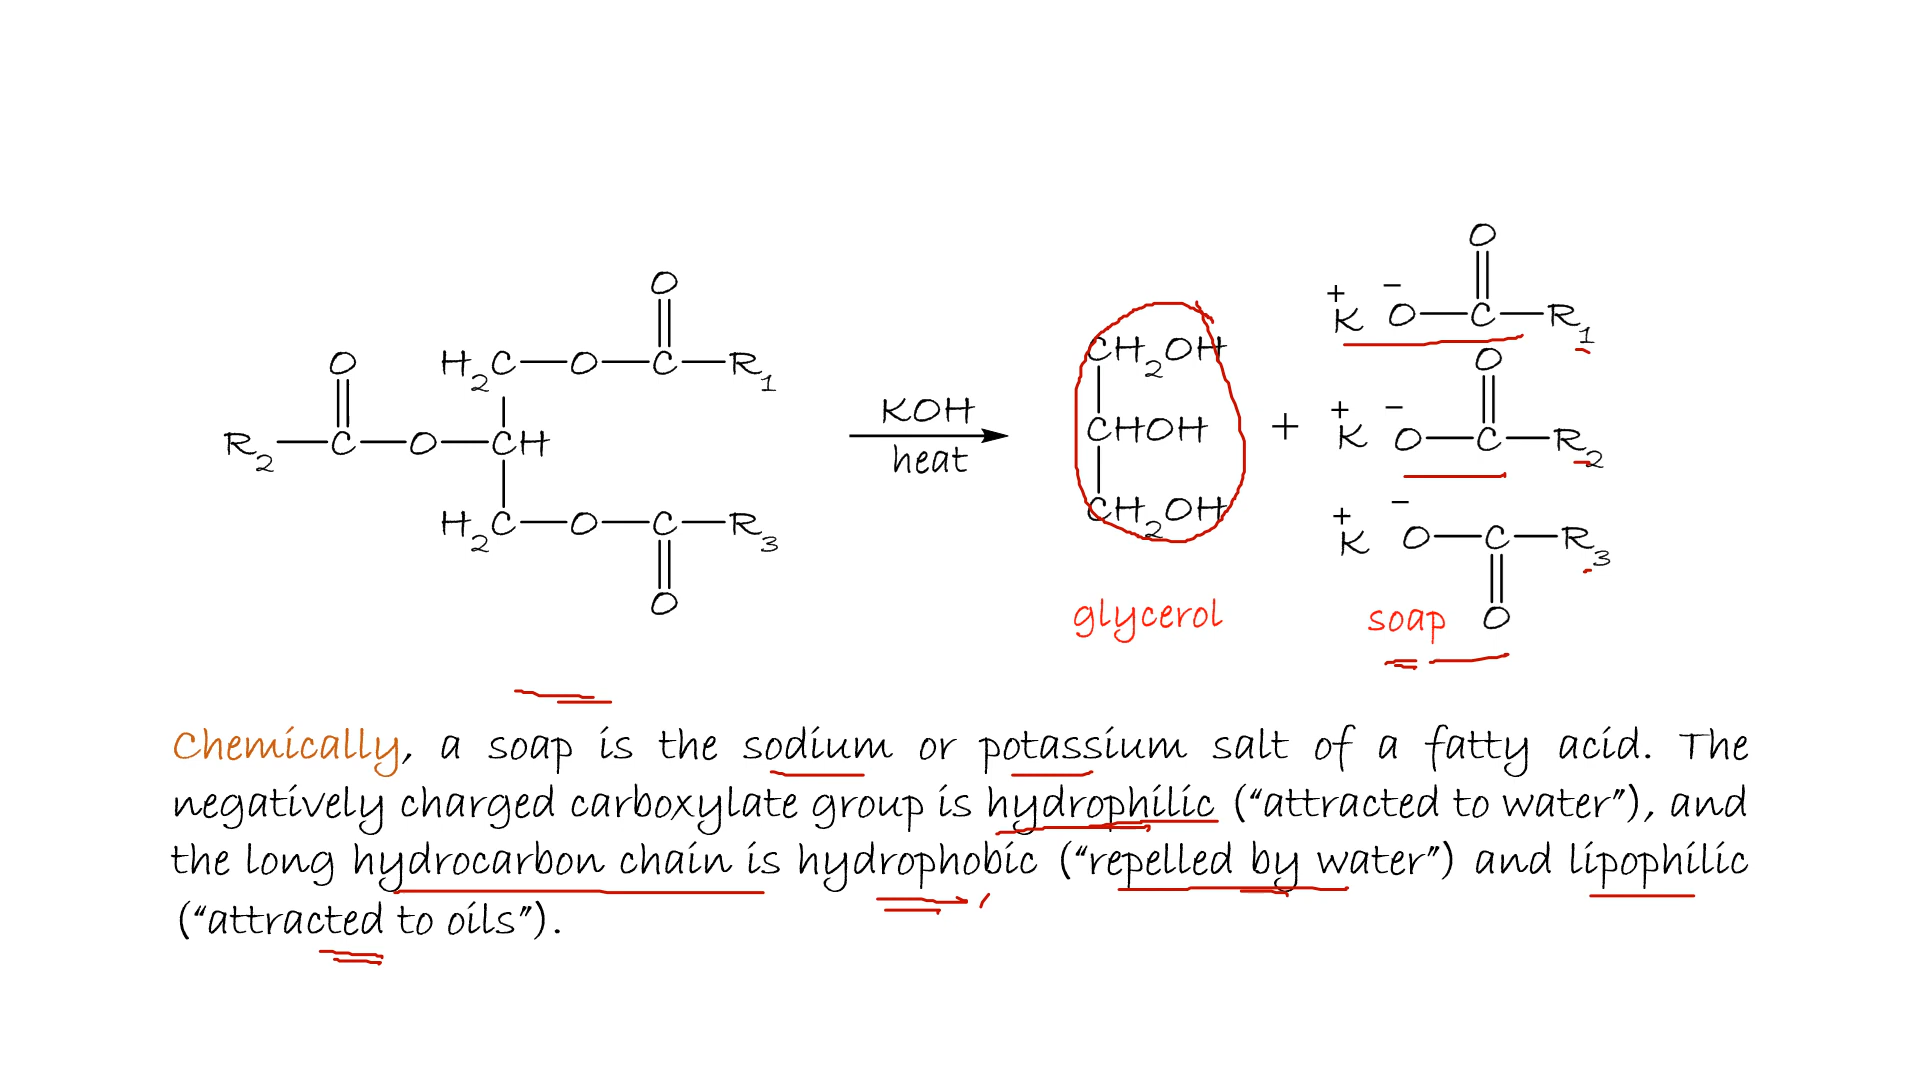 O
O
+ −
K O—C—R1
O
O
H2C—O—C—R1
CH2OH
+ −
R2—C—O—CH
KOH
heat
CHOH
+
K O—C—R2
H2C—O—C—R3
O
CH2OH
+ −
K O—C—R3
O
glycerol
soap
Chemically, a soap is the sodium or potassium salt of a fatty acid. The
negatively charged carboxylate group is hydrophilic (“attracted to water”), and
the long hydrocarbon chain is hydrophobic (“repelled by water”) and lipophilic
(“attracted to oils”).